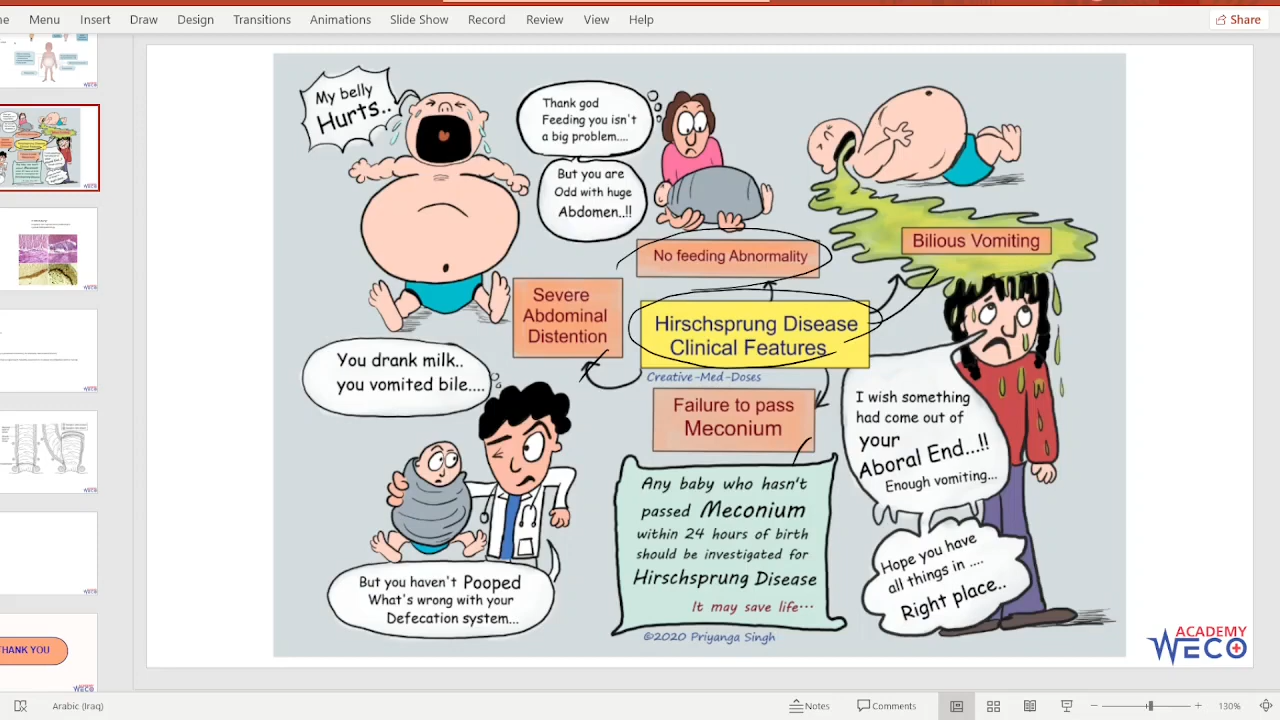 Menu Insert Draw Design Transitions Animations Slide Show Record Review View Help
Share
My belly
Hurts..
Thank god
Feeding you isn't
a big problem....
But you are
Odd with huge
Abdomen..!!
No feeding Abnormality
Bilious Vomiting
Severe
Abdominal
Distention
Hirschsprung Disease
Clinical Features
Creative-Med-Doses
Failure to pass
Meconium
You drank milk..
you vomited bile....
I wish something
had come out of
your
Aboral End...!!
Enough vomiting...
Any baby who hasn't
passed Meconium
within 24 hours of birth
should be investigated for
Hirschsprung Disease
It may save life...
©2020 Priyanga Singh
But you haven't Pooped
What's wrong with your
Defecation system...
Hope you have
all things in ....
Right place..
ACADEMY
WECO
THANK YOU
Arabic (Iraq)
Notes
Comments
130%